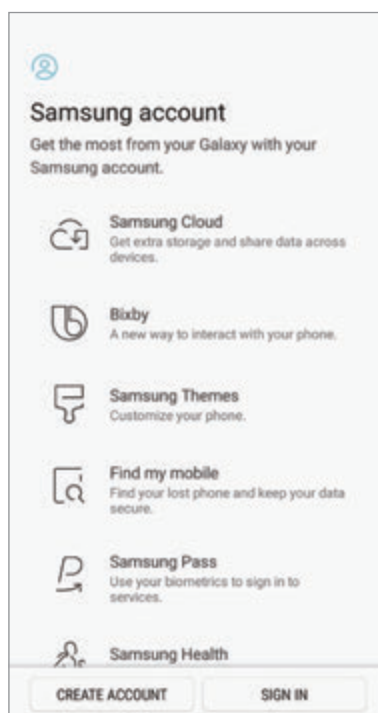 Samsung account
Get the most from your Galaxy with your
Samsung account.
Samsung Cloud
Get extra storage and share data across
devices.
Bixby
A new way to interact with your phone.
Samsung Themes
Customize your phone.
Find my mobile
Find your lost phone and keep your data
secure.
Samsung Pass
Use your biometrics to sign in to
services.
Samsung Health
CREATE ACCOUNT
SIGN IN